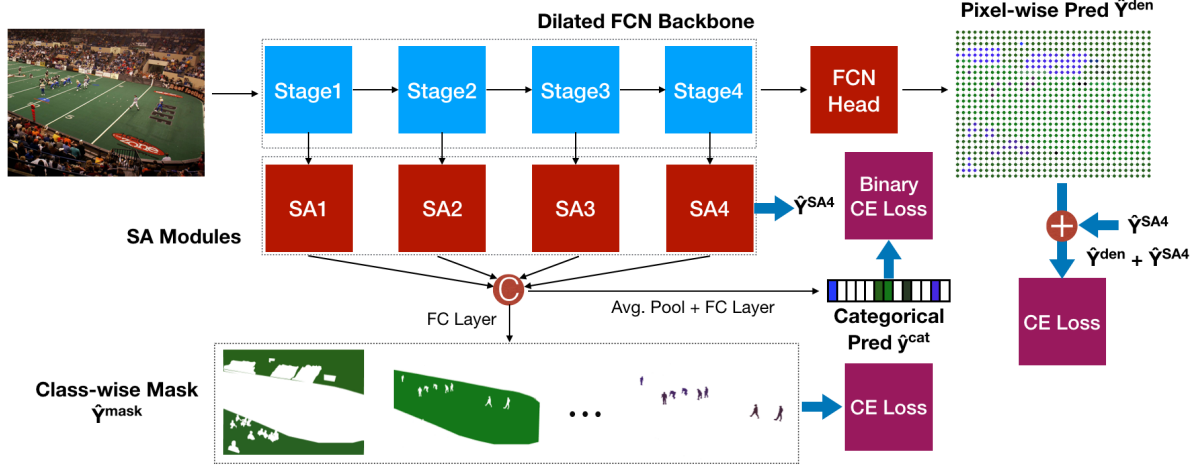 Dilated FCN Backbone
Pixel-wise Pred Ŷden
Stage1
Stage2
Stage3
Stage4
FCN
Head
SA1
SA2
SA3
SA4
ŶSA4
Binary
CE Loss
SA Modules
ŶSA4
Ŷden + ŶSA4
C
FC Layer
Avg. Pool + FC Layer
Categorical
Pred ŷcat
CE Loss
Class-wise Mask
Ŷmask
...
CE Loss